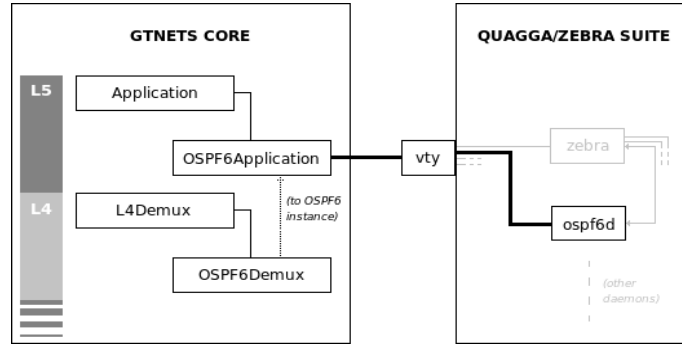 GTNETS CORE
QUAGGA/ZEBRA SUITE
L5
Application
OSPF6Application
vty
zebra
L4
L4Demux
(to OSPF6
instance)
ospf6d
OSPF6Demux
(other
daemons)